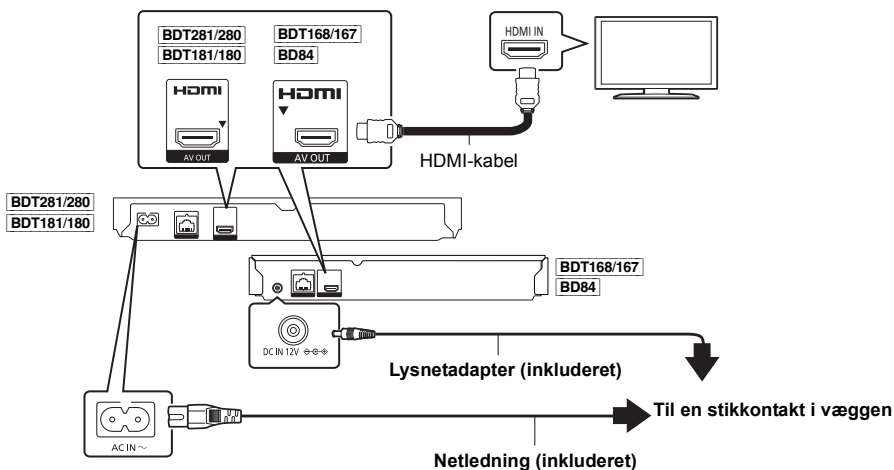 BDT281/280
BDT181/180
BDT168/167
BD84
HDMI
AV OUT
HDMI
AV OUT
HDMI IN
HDMI-kabel
BDT281/280
BDT181/180
BDT168/167
BD84
DC IN 12V
Lysnetadapter (inkluderet)
Til en stikkontakt i væggen
AC IN ~
Netledning (inkluderet)